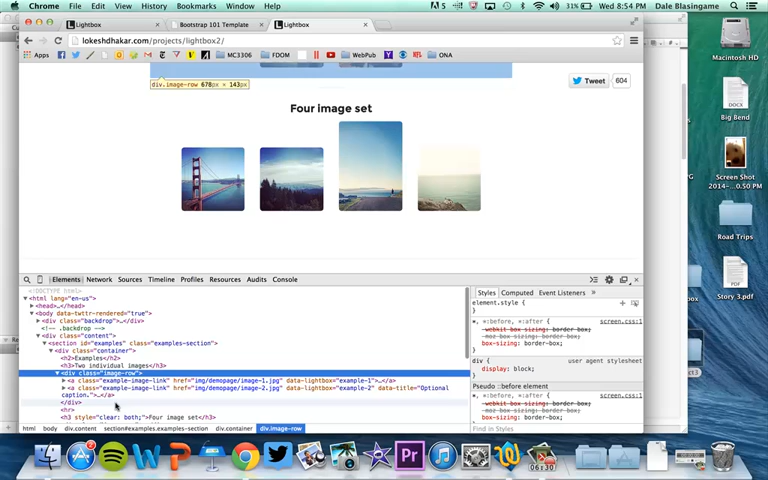 Chrome File Edit View History Bookmarks Window Help
5 31% Wed 8:54 PM Dale Blasingame
Lightbox Bootstrap 101 Template Lightbox
lokeshdhakar.com/projects/lightbox2/
Apps MC3306 FDOM WebPub ONA
div.image-row 678px × 143px
Tweet 604
Four image set
Elements Network Sources Timeline Profiles Resources Audits Console
<!DOCTYPE html>
<html lang="en-us">
<head>…</head>
<body data-twttr-rendered="true">
<div class="backdrop">…</div>
<!-- .backdrop -->
<div class="content">
<section id="examples" class="examples-section">
<div class="container">
<h2>Examples</h2>
<h3>Two individual images</h3>
<div class="image-row">
<a class="example-image-link" href="img/demopage/image-1.jpg" data-lightbox="example-1">…</a>
<a class="example-image-link" href="img/demopage/image-2.jpg" data-lightbox="example-2" data-title="Optional
caption.">…</a>
</div>
<hr>
<h3 style="clear: both;">Four image set</h3>
html body div.content section#examples.examples-section div.container div.image-row
Styles Computed Event Listeners »
element.style {
}
*, *:before, *:after { screen.css:1
-webkit-box-sizing: border-box;
-moz-box-sizing: border-box;
box-sizing: border-box;
}
div { user agent stylesheet
display: block;
}
Pseudo ::before element
*, *:before, *:after { screen.css:1
-webkit-box-sizing: border-box;
-moz-box-sizing: border-box;
box-sizing: border-box;
Find in Styles
Macintosh HD
DOCX
Big Bend
Screen Shot
2014-...0.50 PM
Road Trips
PDF
Story 3.pdf
Pr
06:30